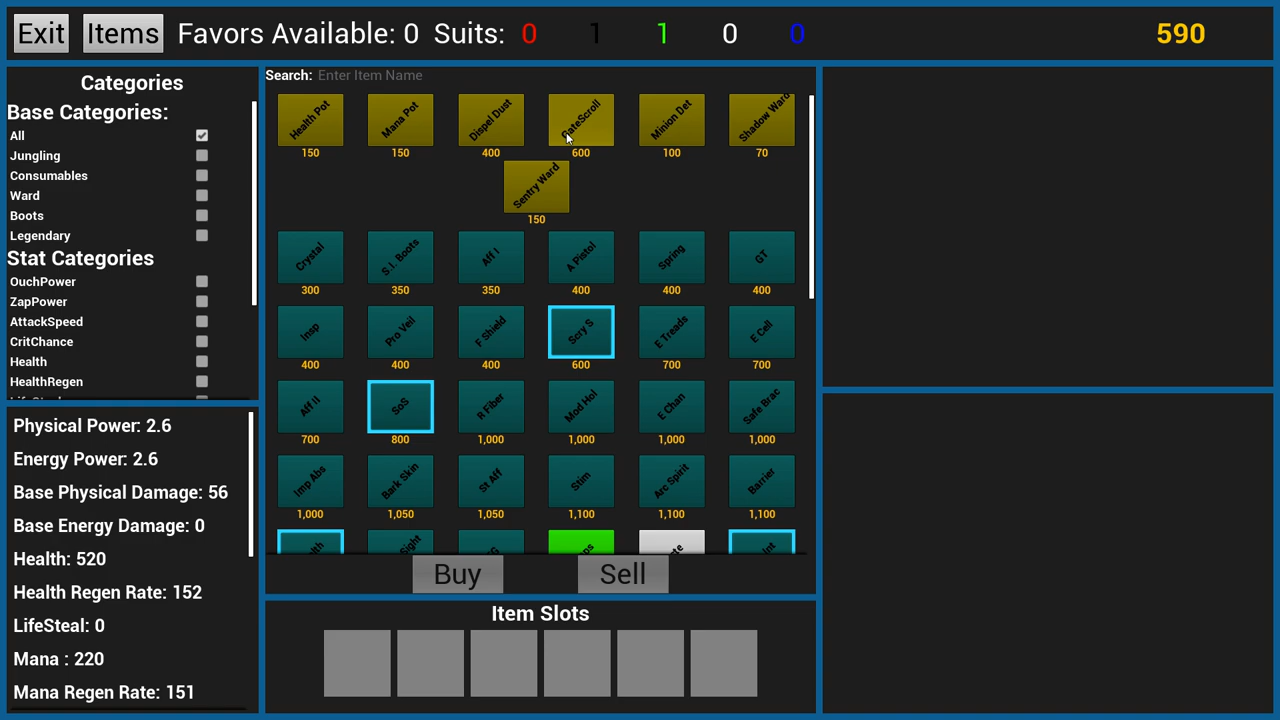 Exit Items Favors Available: 0 Suits: 0 1 1 0 0 590
Categories
Base Categories:
All
Jungling
Consumables
Ward
Boots
Legendary
Stat Categories
OuchPower
ZapPower
AttackSpeed
CritChance
Health
HealthRegen
Physical Power: 2.6
Energy Power: 2.6
Base Physical Damage: 56
Base Energy Damage: 0
Health: 520
Health Regen Rate: 152
LifeSteal: 0
Mana : 220
Mana Regen Rate: 151
Search: Enter Item Name
Health Pot Mana Pot Dispel Dust GateScroll Minion Det Shadow Ward
150 150 400 600 100 70
Sentry Ward
150
Crystal S.I. Boots Aff I A Pistol Spring GT
300 350 350 400 400 400
Insp Pro Veil F Shield Scry S E Treads E Cell
400 400 400 600 700 700
Aff II SoS R Fiber Mod Hol E Chan Safe Brac
700 800 1,000 1,000 1,000 1,000
Imp Abs Bark Skin St Aff Stim Arc Spirit Barrier
1,000 1,050 1,050 1,100 1,100 1,100
Buy Sell
Item Slots